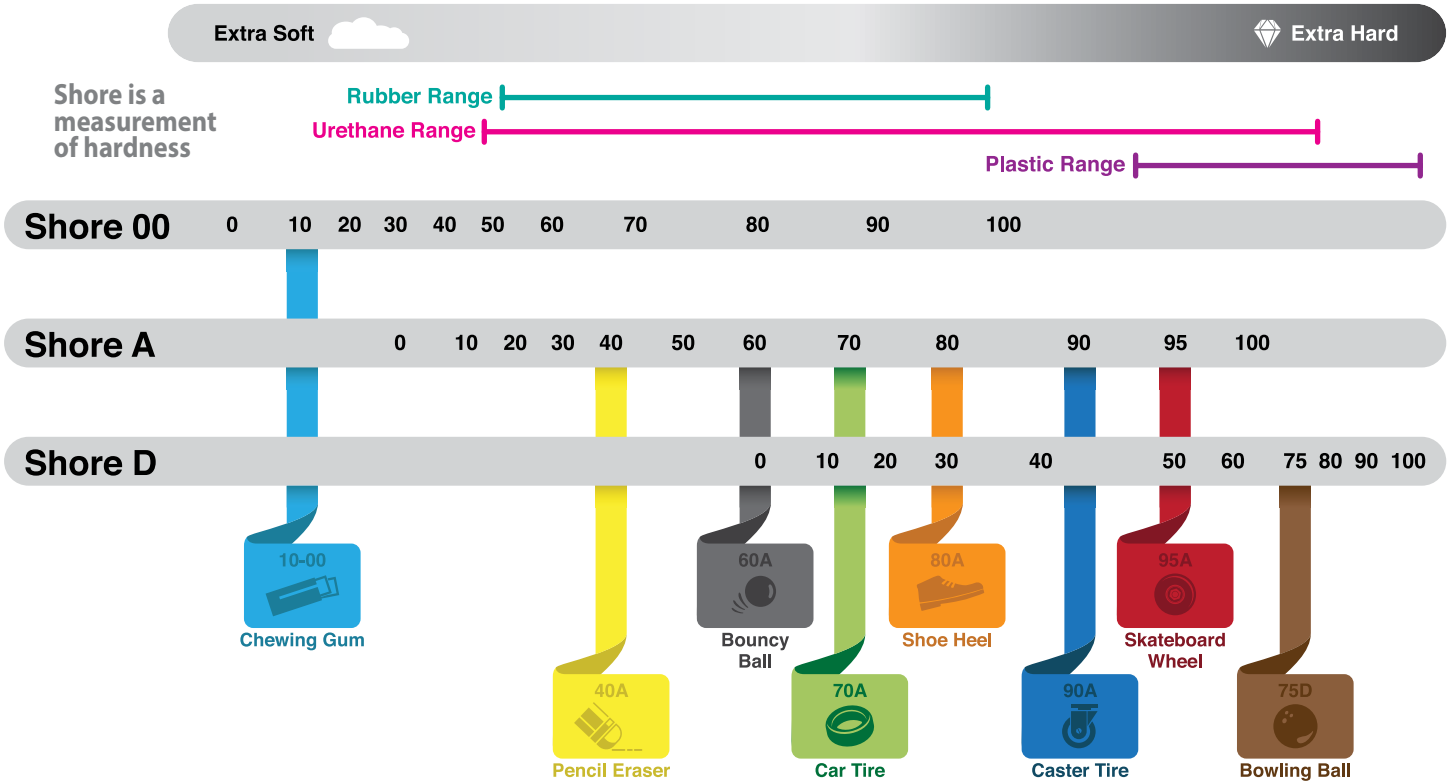 Extra Soft
Extra Hard
Shore is a
measurement
of hardness
Rubber Range
Urethane Range
Plastic Range
Shore 00 0 10 20 30 40 50 60 70 80 90 100
Shore A 0 10 20 30 40 50 60 70 80 90 95 100
Shore D 0 10 20 30 40 50 60 75 80 90 100
10-00
Chewing Gum
40A
Pencil Eraser
60A
Bouncy
Ball
70A
Car Tire
80A
Shoe Heel
90A
Caster Tire
95A
Skateboard
Wheel
75D
Bowling Ball